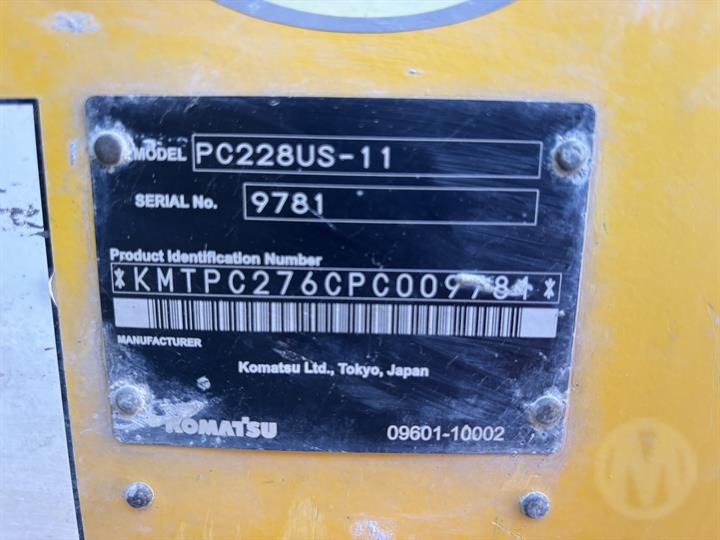 MODEL PC228US-11
SERIAL No. 9781
Product Identification Number
*KMTPC276CPC009781*
MANUFACTURER
Komatsu Ltd., Tokyo, Japan
KOMATSU
09601-10002
M